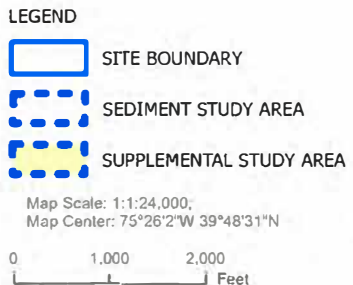 LEGEND
SITE BOUNDARY
SEDIMENT STUDY AREA
SUPPLEMENTAL STUDY AREA
Map Scale: 1:1:24,000,
Map Center: 75°26'2"W 39°48'31"N
0 1,000 2,000
Feet